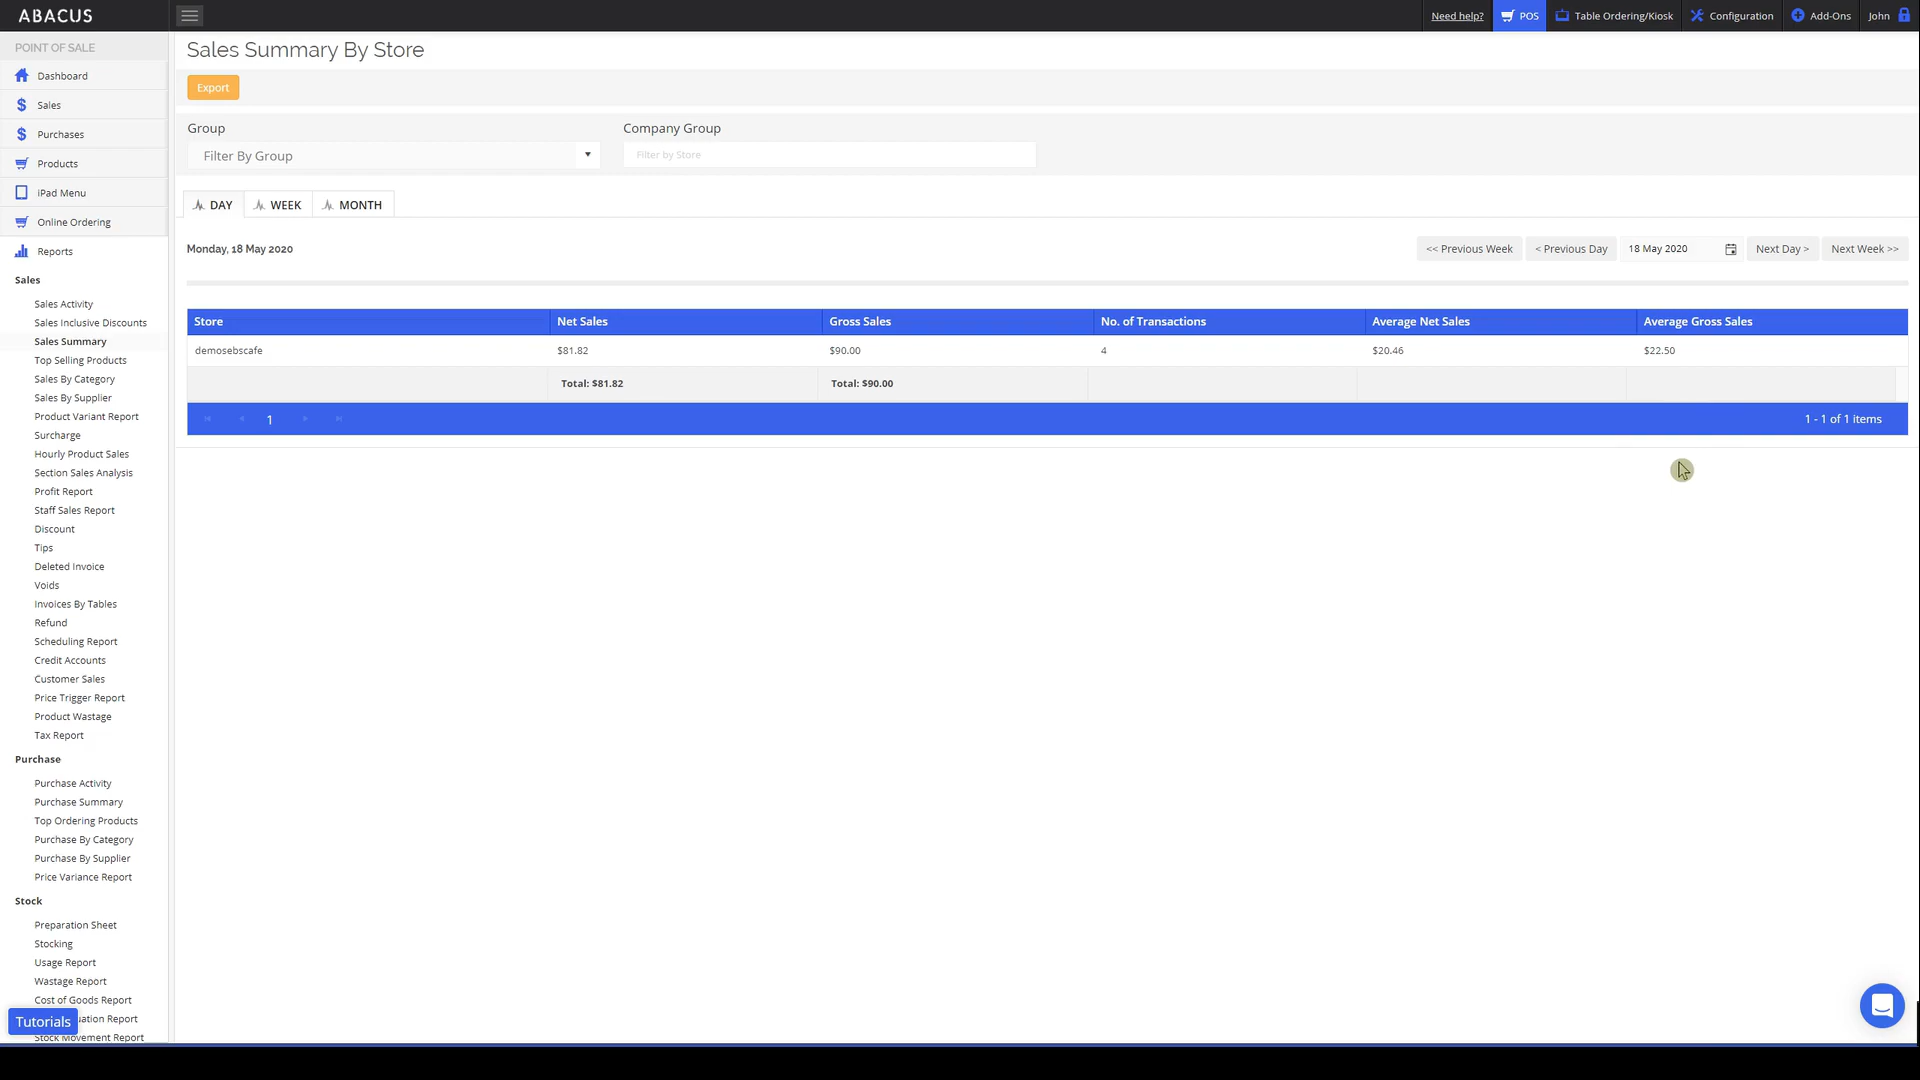 ABACUS
Need help?
POS
Table Ordering/Kiosk
Configuration
Add-Ons
John
POINT OF SALE
Dashboard
Sales
Purchases
Products
iPad Menu
Online Ordering
Reports
Sales
Sales Activity
Sales Inclusive Discounts
Sales Summary
Top Selling Products
Sales By Category
Sales By Supplier
Product Variant Report
Surcharge
Hourly Product Sales
Section Sales Analysis
Profit Report
Staff Sales Report
Discount
Tips
Deleted Invoice
Voids
Invoices By Tables
Refund
Scheduling Report
Credit Accounts
Customer Sales
Price Trigger Report
Product Wastage
Tax Report
Purchase
Purchase Activity
Purchase Summary
Top Ordering Products
Purchase By Category
Purchase By Supplier
Price Variance Report
Stock
Preparation Sheet
Stocking
Usage Report
Wastage Report
Cost of Goods Report
uation Report
Stock Movement Report
Tutorials
Sales Summary By Store
Export
Group Company Group
Filter By Group Filter by Store
DAY WEEK MONTH
Monday, 18 May 2020
<< Previous Week < Previous Day 18 May 2020 Next Day > Next Week >>
Store Net Sales Gross Sales No. of Transactions Average Net Sales Average Gross Sales
demosebscafe $81.82 $90.00 4 $20.46 $22.50
Total: $81.82 Total: $90.00
1 1 - 1 of 1 items